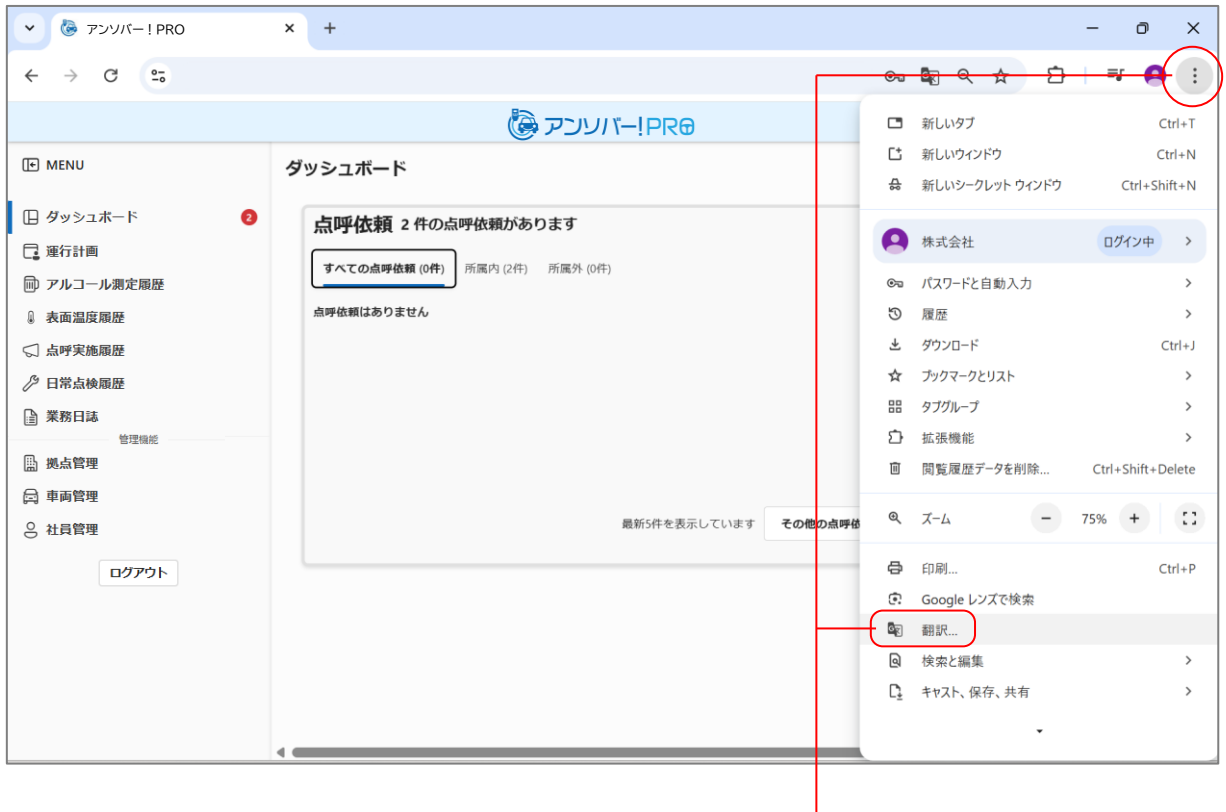 アンソバー！PRO
アンソバー!PRO
MENU
ダッシュボード 2
運行計画
アルコール測定履歴
表面温度履歴
点呼実施履歴
日常点検履歴
業務日誌
管理機能
拠点管理
車両管理
社員管理
ログアウト
ダッシュボード
点呼依頼 2 件の点呼依頼があります
すべての点呼依頼 (0件) 所属内 (2件) 所属外 (0件)
点呼依頼はありません
最新5件を表示しています その他の点呼依
新しいタブ Ctrl+T
新しいウィンドウ Ctrl+N
新しいシークレット ウィンドウ Ctrl+Shift+N
株式会社 ログイン中
パスワードと自動入力
履歴
ダウンロード Ctrl+J
ブックマークとリスト
タブグループ
拡張機能
閲覧履歴データを削除... Ctrl+Shift+Delete
ズーム − 75% +
印刷... Ctrl+P
Google レンズで検索
翻訳...
検索と編集
キャスト、保存、共有